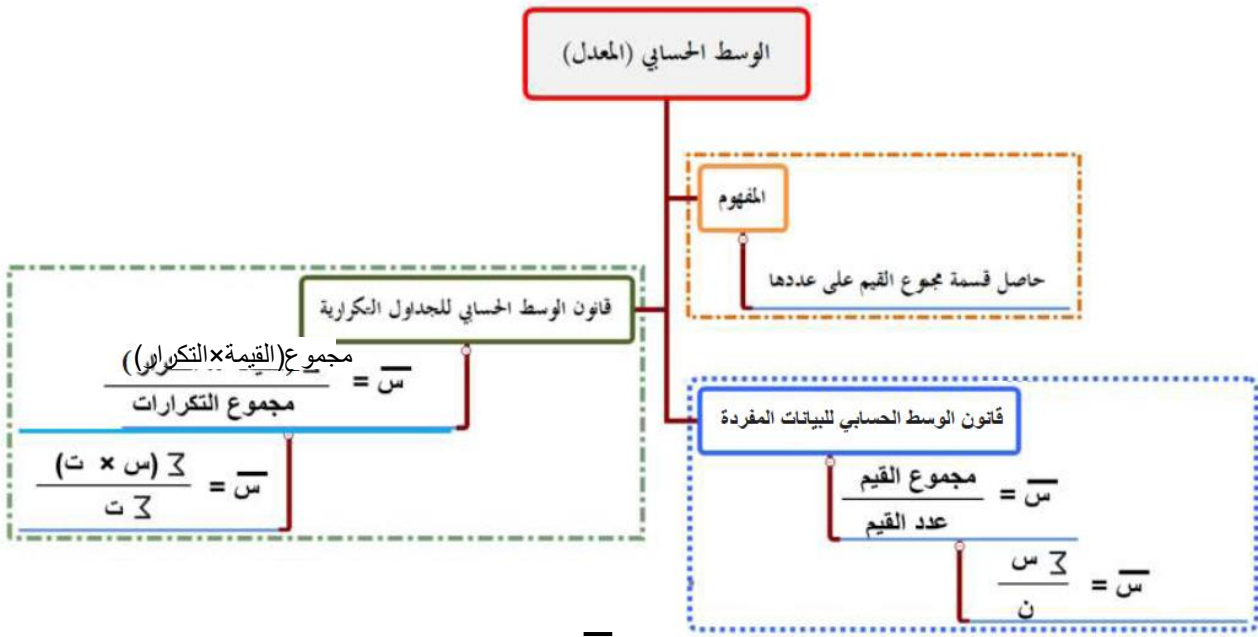 الوسط الحسابي (المعدل)
المفهوم
حاصل قسمة مجموع القيم على عددها
قانون الوسط الحسابي للجداول التكرارية
مجموع(القيمة×التكرار)
س̅ =
مجموع التكرارات
س̅ = ∑ (س × ت)
∑ ت
قانون الوسط الحسابي للبيانات المفردة
س̅ = مجموع القيم
عدد القيم
س̅ = ∑ س
ن